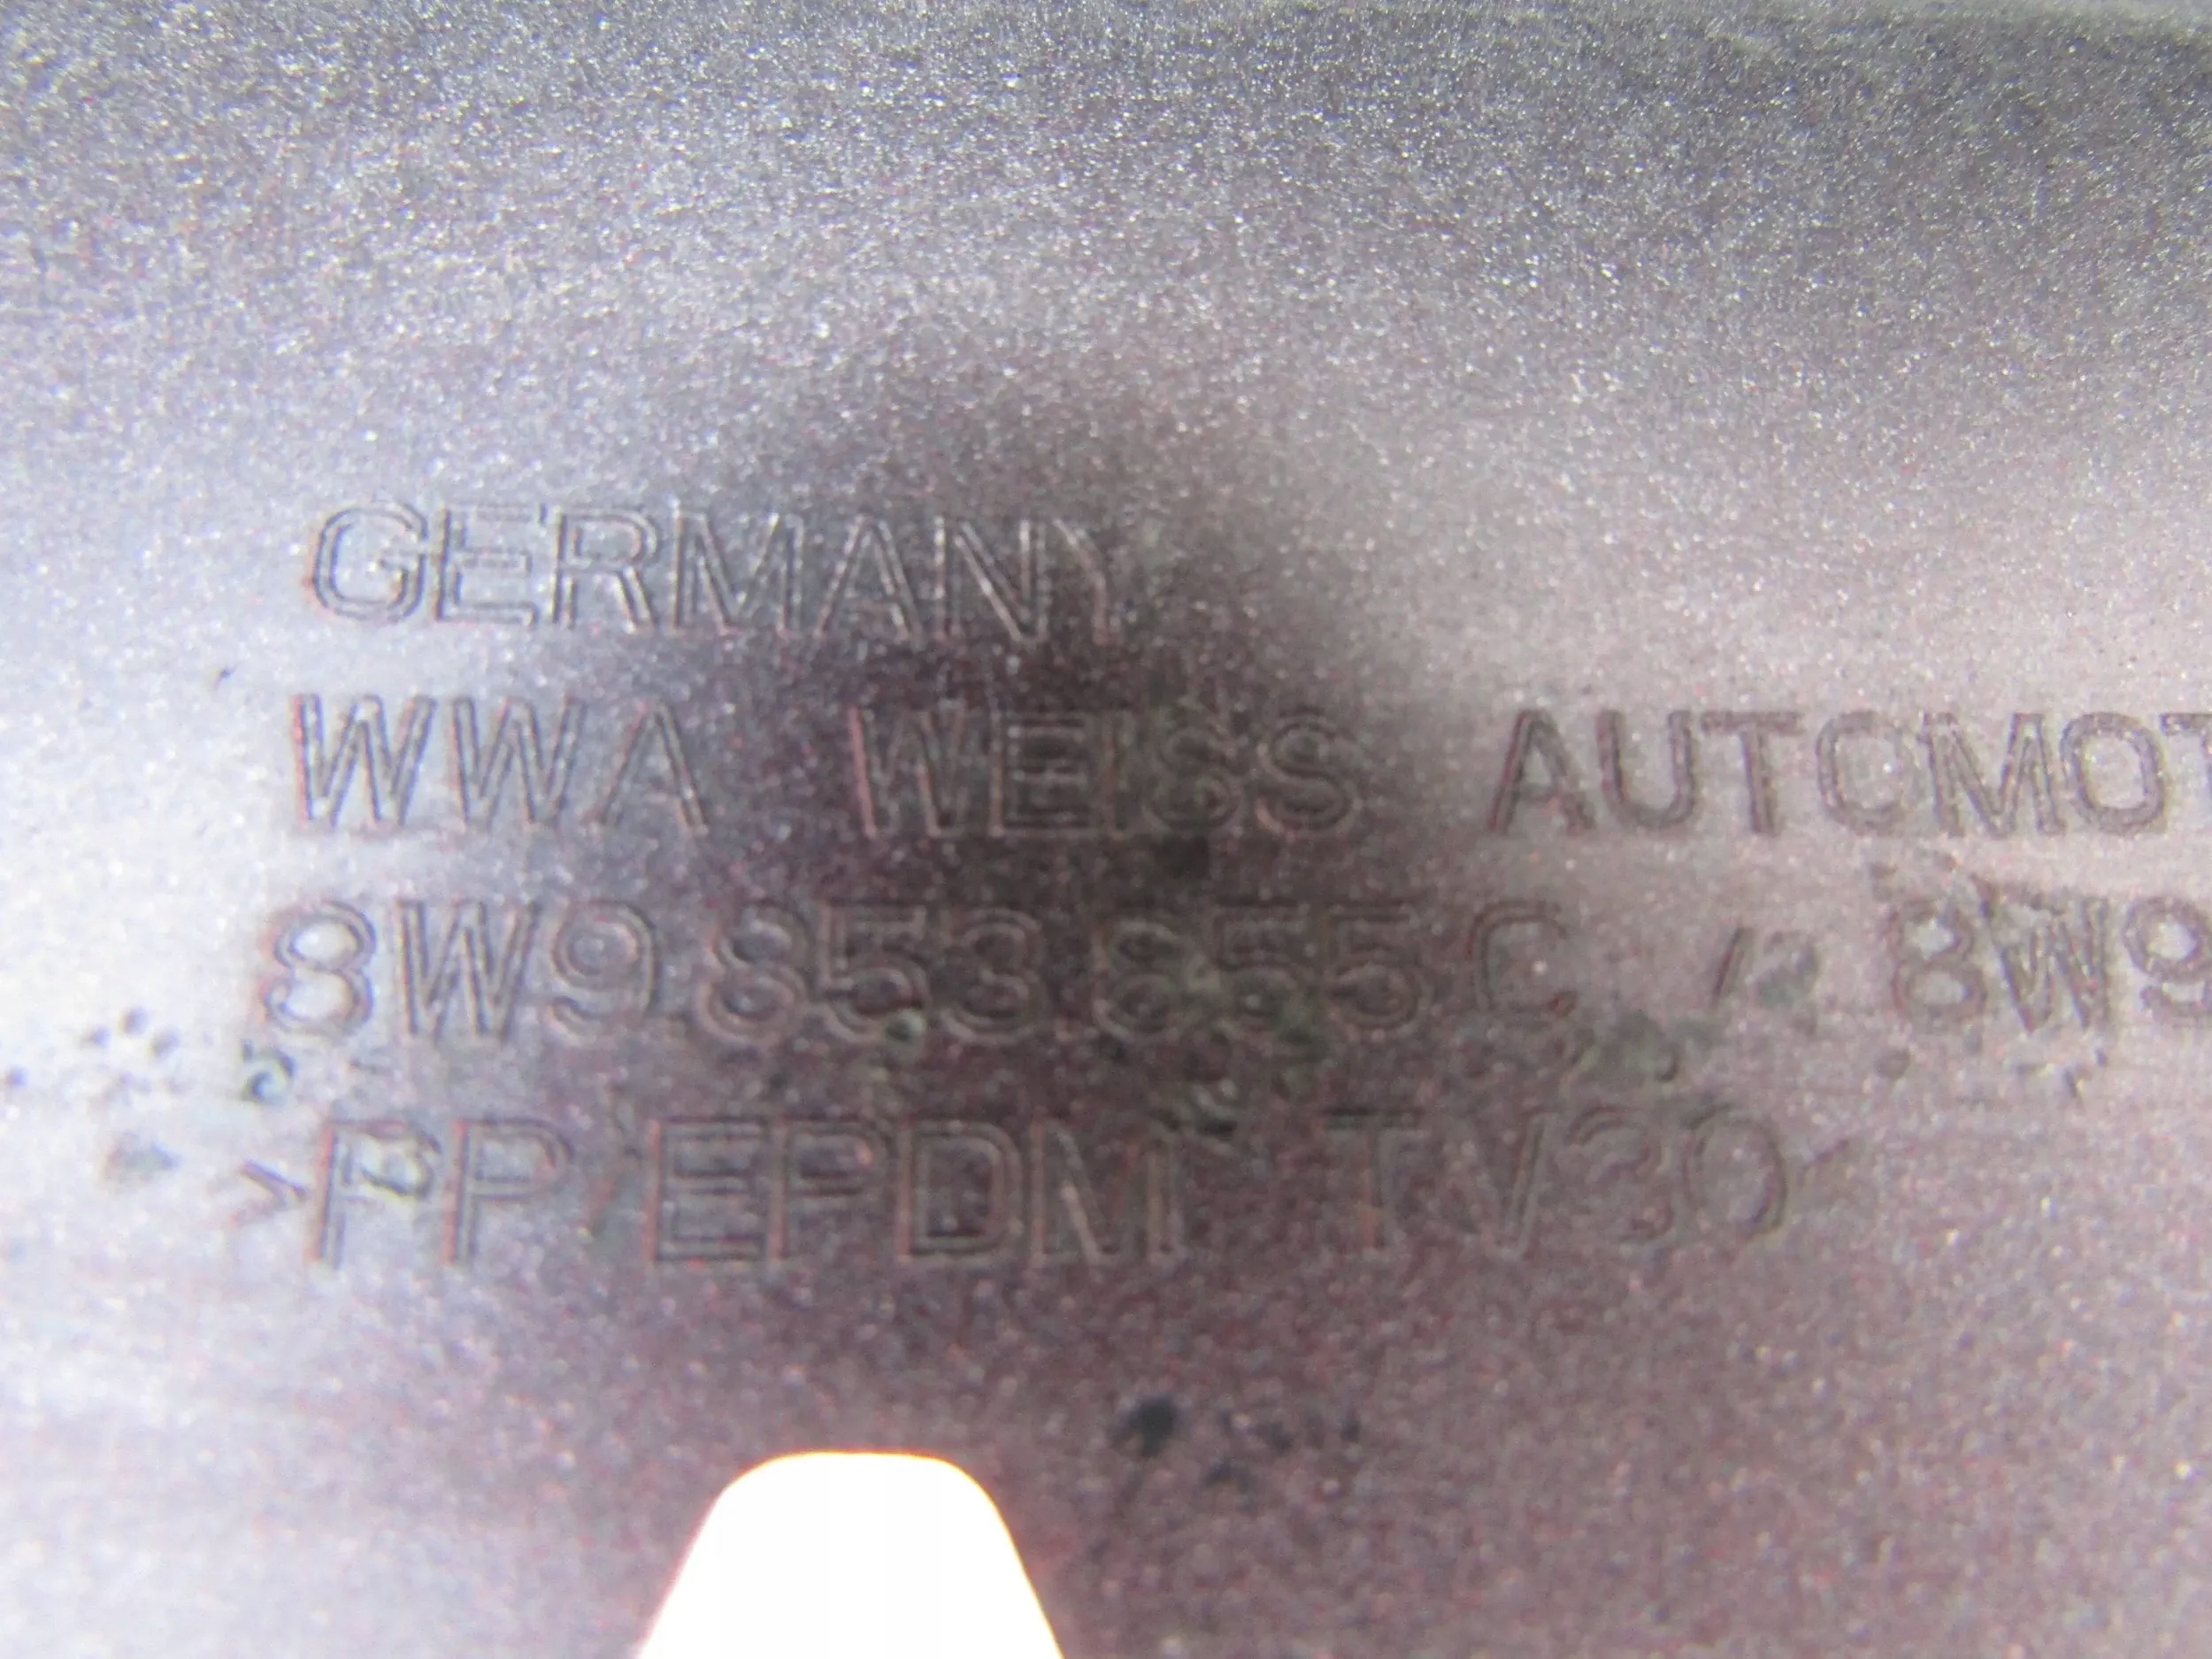 GERMANY
WWA WEISS AUTOMOT
8W9 853 855 C / 8W9
>PP/EPDM TV30<